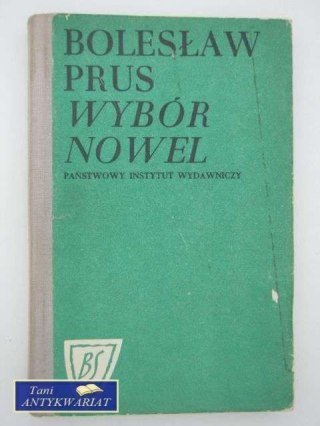 BOLESŁAW
PRUS
WYBÓR
NOWEL
PAŃSTWOWY INSTYTUT WYDAWNICZY
BS
Tani
ANTYKWARIAT